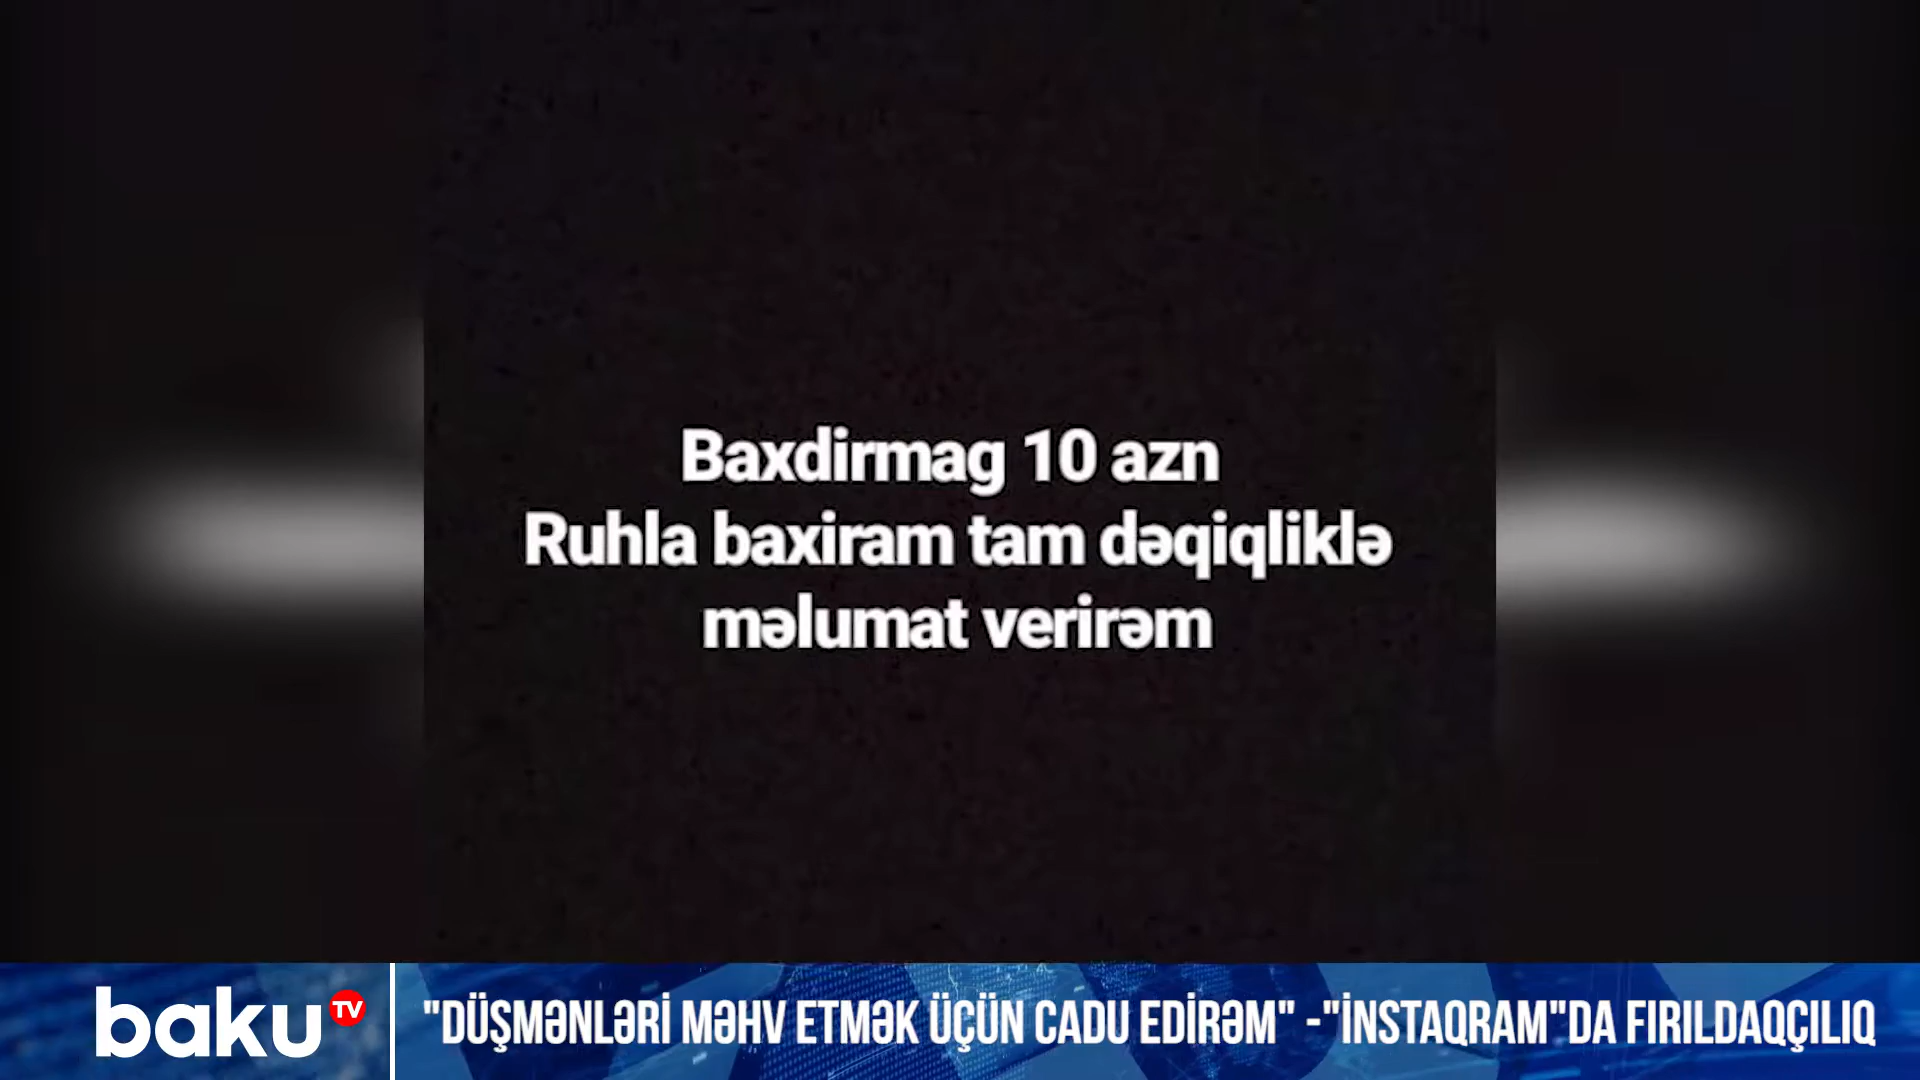 Baxdirmag 10 azn
Ruhla baxiram tam dəqiqliklə
məlumat verirəm
baku TV
"DÜŞMƏNLƏRİ MƏHV ETMƏK ÜÇÜN CADU EDİRƏM" -"İNSTAQRAM"DA FIRILDAQÇILIQ